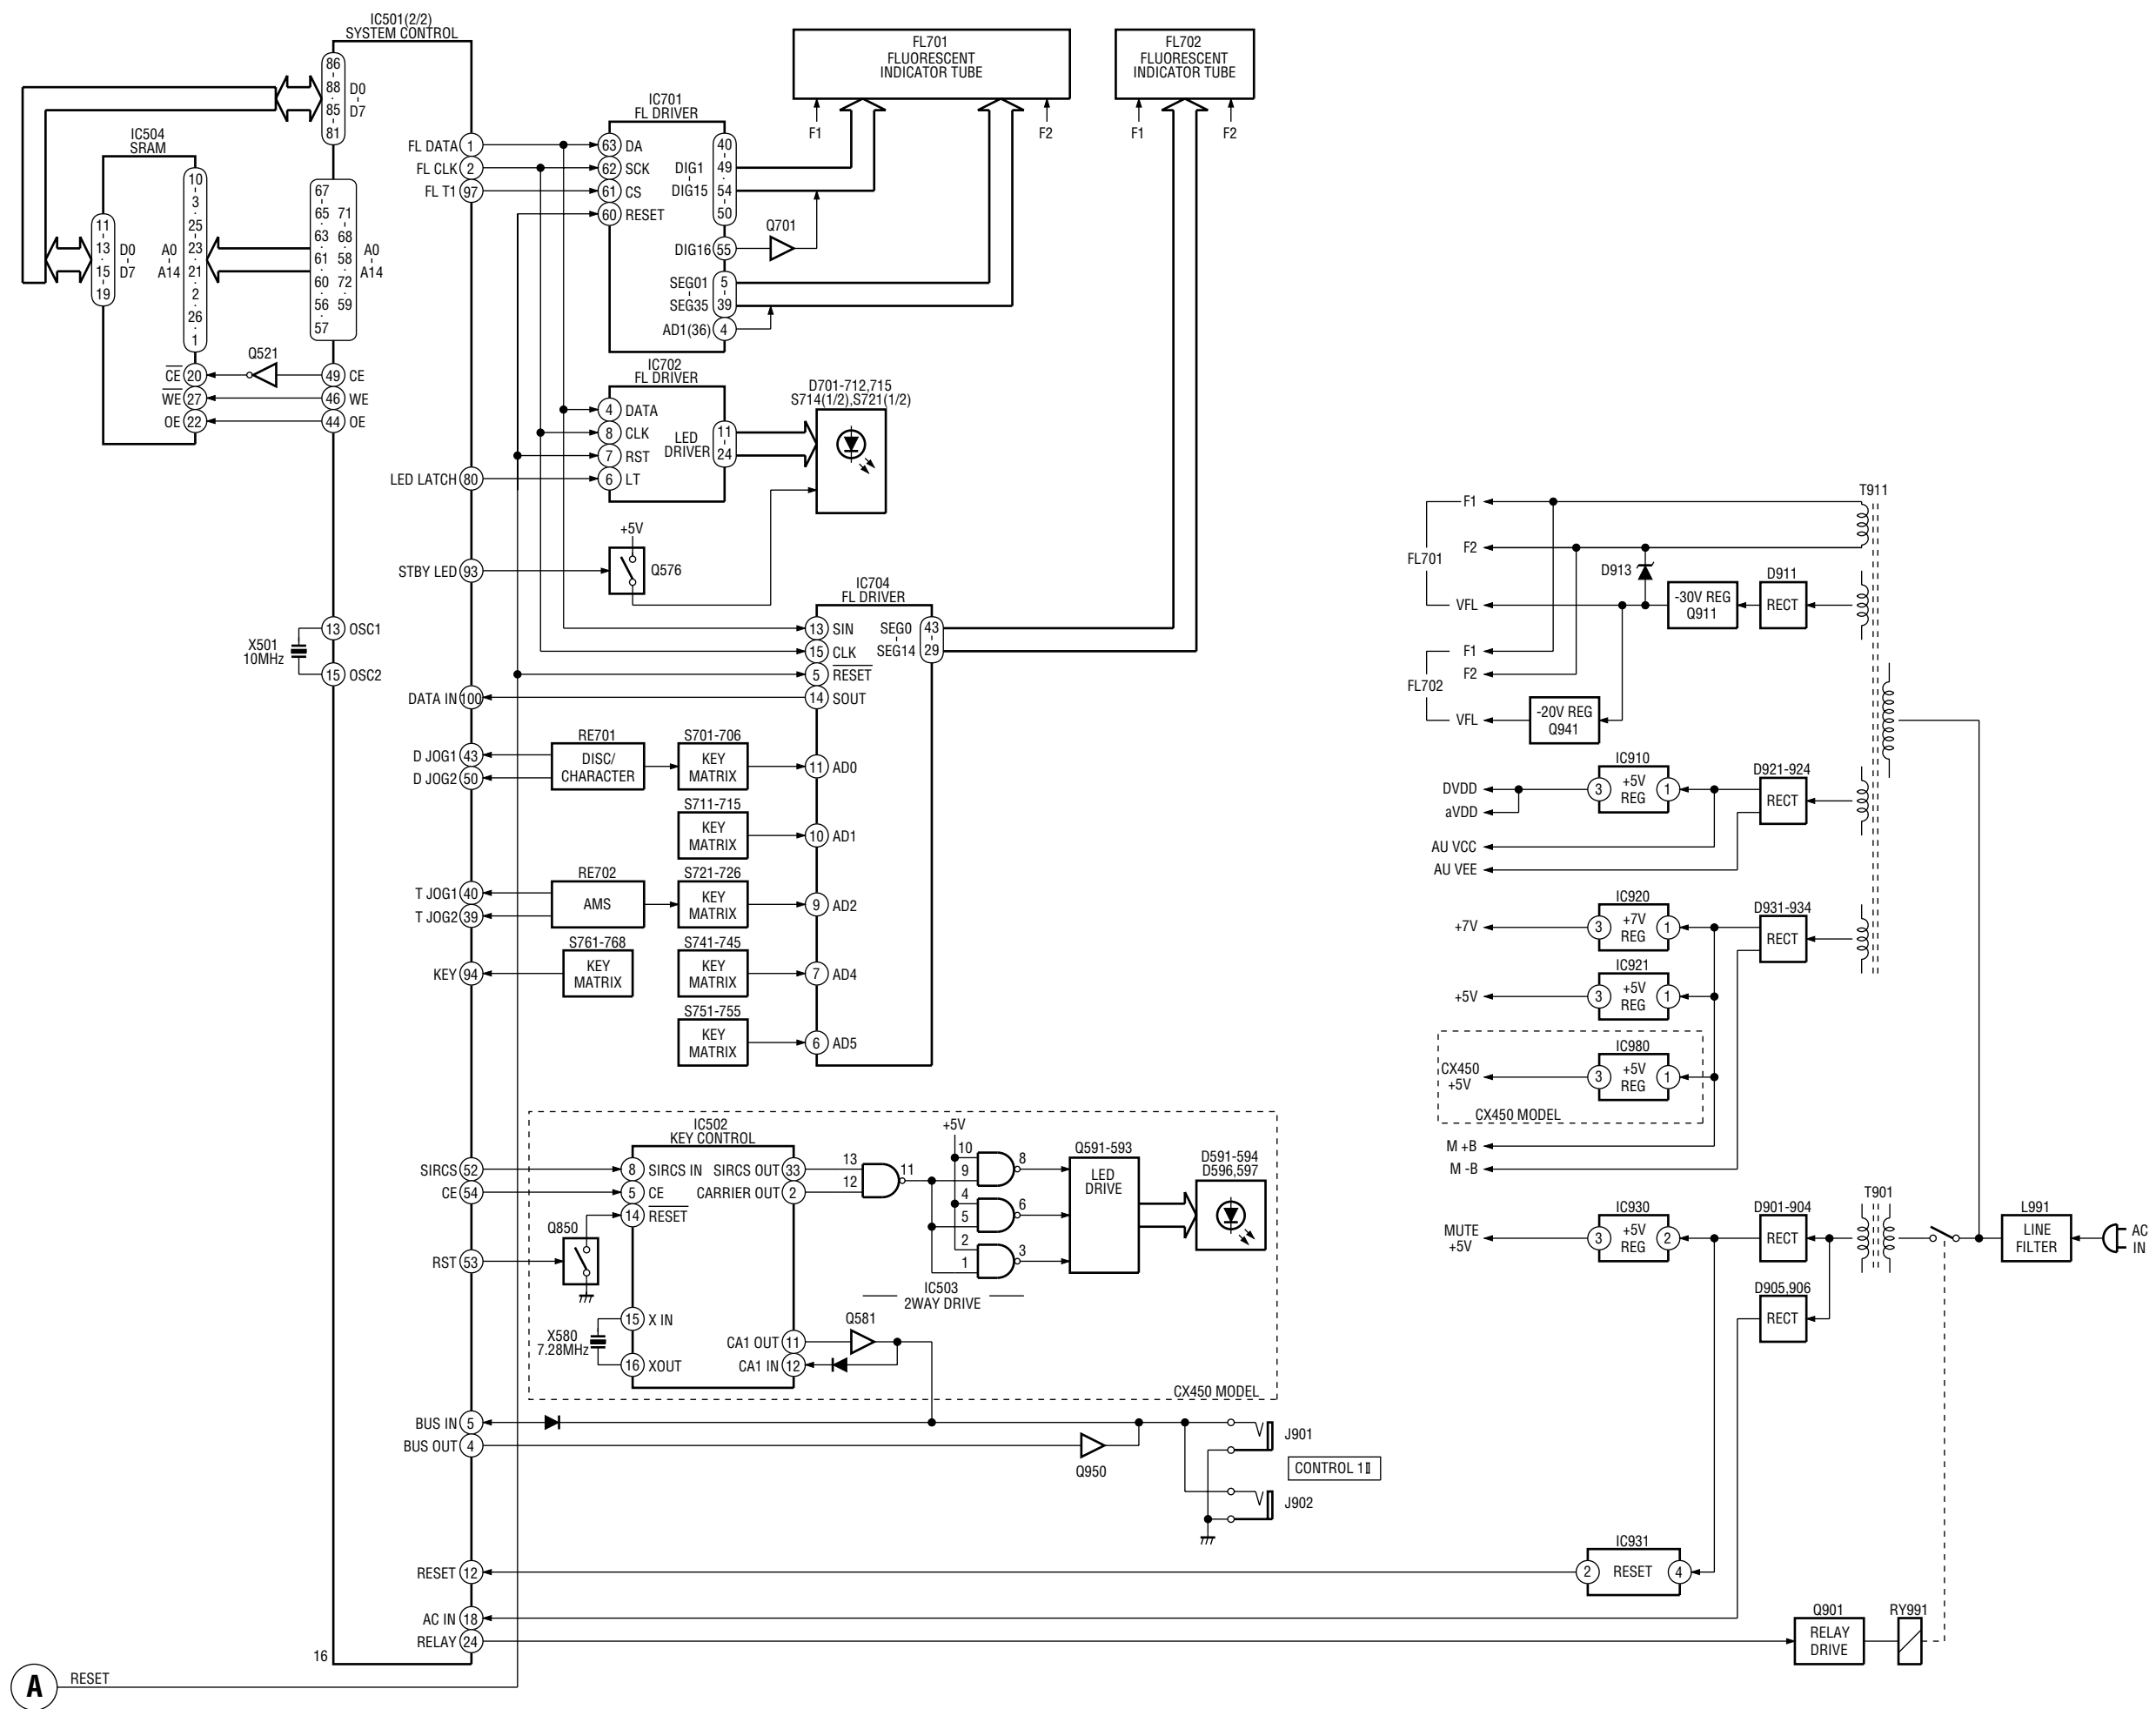 IC501(2/2)
SYSTEM CONTROL
86
88
85
81
D0
D7
IC504
SRAM
11
13
15
19
D0
D7
A0
A14
10
3
25
23
21
2
26
1
67
65 71
63 68
61 58
60 72
56 59
57
A0
A14
CE 20
Q521
49 CE
WE 27
46 WE
OE 22
44 OE
X501
10MHz
13 OSC1
15 OSC2
16
A
RESET
FL DATA 1
FL CLK 2
FL T1 97
LED LATCH 80
STBY LED 93
DATA IN 100
D JOG1 43
D JOG2 50
T JOG1 40
T JOG2 39
KEY 94
SIRCS 52
CE 54
RST 53
BUS IN 5
BUS OUT 4
RESET 12
AC IN 18
RELAY 24
IC701
FL DRIVER
63 DA
62 SCK
61 CS
60 RESET
DIG1
DIG15
40
49
54
50
DIG16 55
Q701
SEG01
SEG35
5
39
AD1(36) 4
FL701
FLUORESCENT
INDICATOR TUBE
F1
F2
FL702
FLUORESCENT
INDICATOR TUBE
F1
F2
IC702
FL DRIVER
4 DATA
8 CLK
7 RST
6 LT
LED
DRIVER
11
24
D701-712,715
S714(1/2),S721(1/2)
+5V
Q576
IC704
FL DRIVER
13 SIN
15 CLK
5 RESET
14 SOUT
SEG0
SEG14
43
29
11 AD0
10 AD1
9 AD2
7 AD4
6 AD5
RE701
DISC/
CHARACTER
S701-706
KEY
MATRIX
S711-715
KEY
MATRIX
RE702
AMS
S721-726
KEY
MATRIX
S761-768
KEY
MATRIX
S741-745
KEY
MATRIX
S751-755
KEY
MATRIX
IC502
KEY CONTROL
8 SIRCS IN
5 CE
14 RESET
15 X IN
16 XOUT
SIRCS OUT 33
CARRIER OUT 2
CA1 OUT 11
CA1 IN 12
Q850
X580
7.28MHz
Q581
13
12
11
+5V
10
9
8
4
5
6
2
1
3
IC503
2WAY DRIVE
Q591-593
LED
DRIVE
D591-594
D596,597
CX450 MODEL
Q950
J901
CONTROL 1II
J902
T911
F1
F2
FL701
VFL
D913
-30V REG
Q911
D911
RECT
F1
F2
FL702
VFL
-20V REG
Q941
IC910
3
+5V
REG
1
D921-924
RECT
DVDD
aVDD
AU VCC
AU VEE
IC920
3
+7V
REG
1
D931-934
RECT
+7V
IC921
3
+5V
REG
1
+5V
IC980
3
+5V
REG
1
CX450
+5V
CX450 MODEL
M +B
M -B
IC930
3
+5V
REG
2
MUTE
+5V
D901-904
RECT
D905,906
RECT
T901
L991
LINE
FILTER
AC
IN
IC931
2 RESET 4
Q901
RELAY
DRIVE
RY991